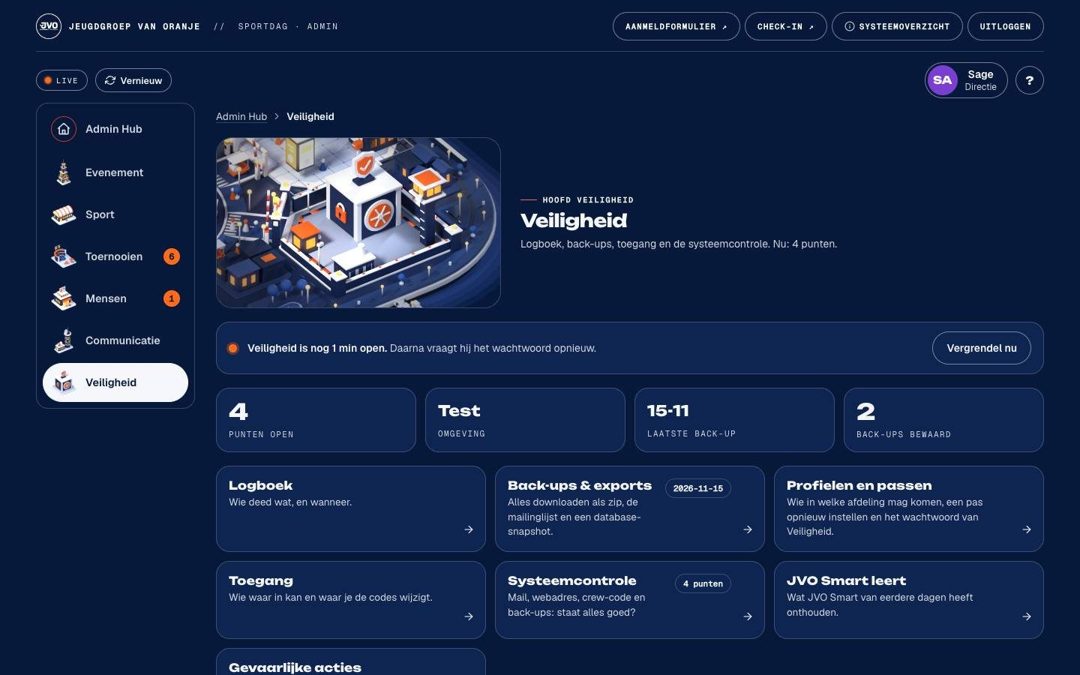 JVO JEUGDGROEP VAN ORANJE // SPORTDAG · ADMIN
AANMELDFORMULIER ↗ CHECK-IN ↗ SYSTEEMOVERZICHT UITLOGGEN
LIVE Vernieuw
SA Sage
Directie
?
Admin Hub
Evenement
Sport
Toernooien 6
Mensen 1
Communicatie
Veiligheid
Admin Hub > Veiligheid
HOOFD VEILIGHEID
Veiligheid
Logboek, back-ups, toegang en de systeemcontrole. Nu: 4 punten.
Veiligheid is nog 1 min open. Daarna vraagt hij het wachtwoord opnieuw.
Vergrendel nu
4
PUNTEN OPEN
Test
OMGEVING
15-11
LAATSTE BACK-UP
2
BACK-UPS BEWAARD
Logboek
Wie deed wat, en wanneer.
→
Back-ups & exports 2026-11-15
Alles downloaden als zip, de
mailinglijst en een database-
snapshot.
→
Profielen en passen
Wie in welke afdeling mag komen, een pas
opnieuw instellen en het wachtwoord van
Veiligheid.
→
Toegang
Wie waar in kan en waar je de codes wijzigt.
→
Systeemcontrole 4 punten
Mail, webadres, crew-code en
back-ups: staat alles goed?
→
JVO Smart leert
Wat JVO Smart van eerdere dagen heeft
onthouden.
→
Gevaarlijke acties